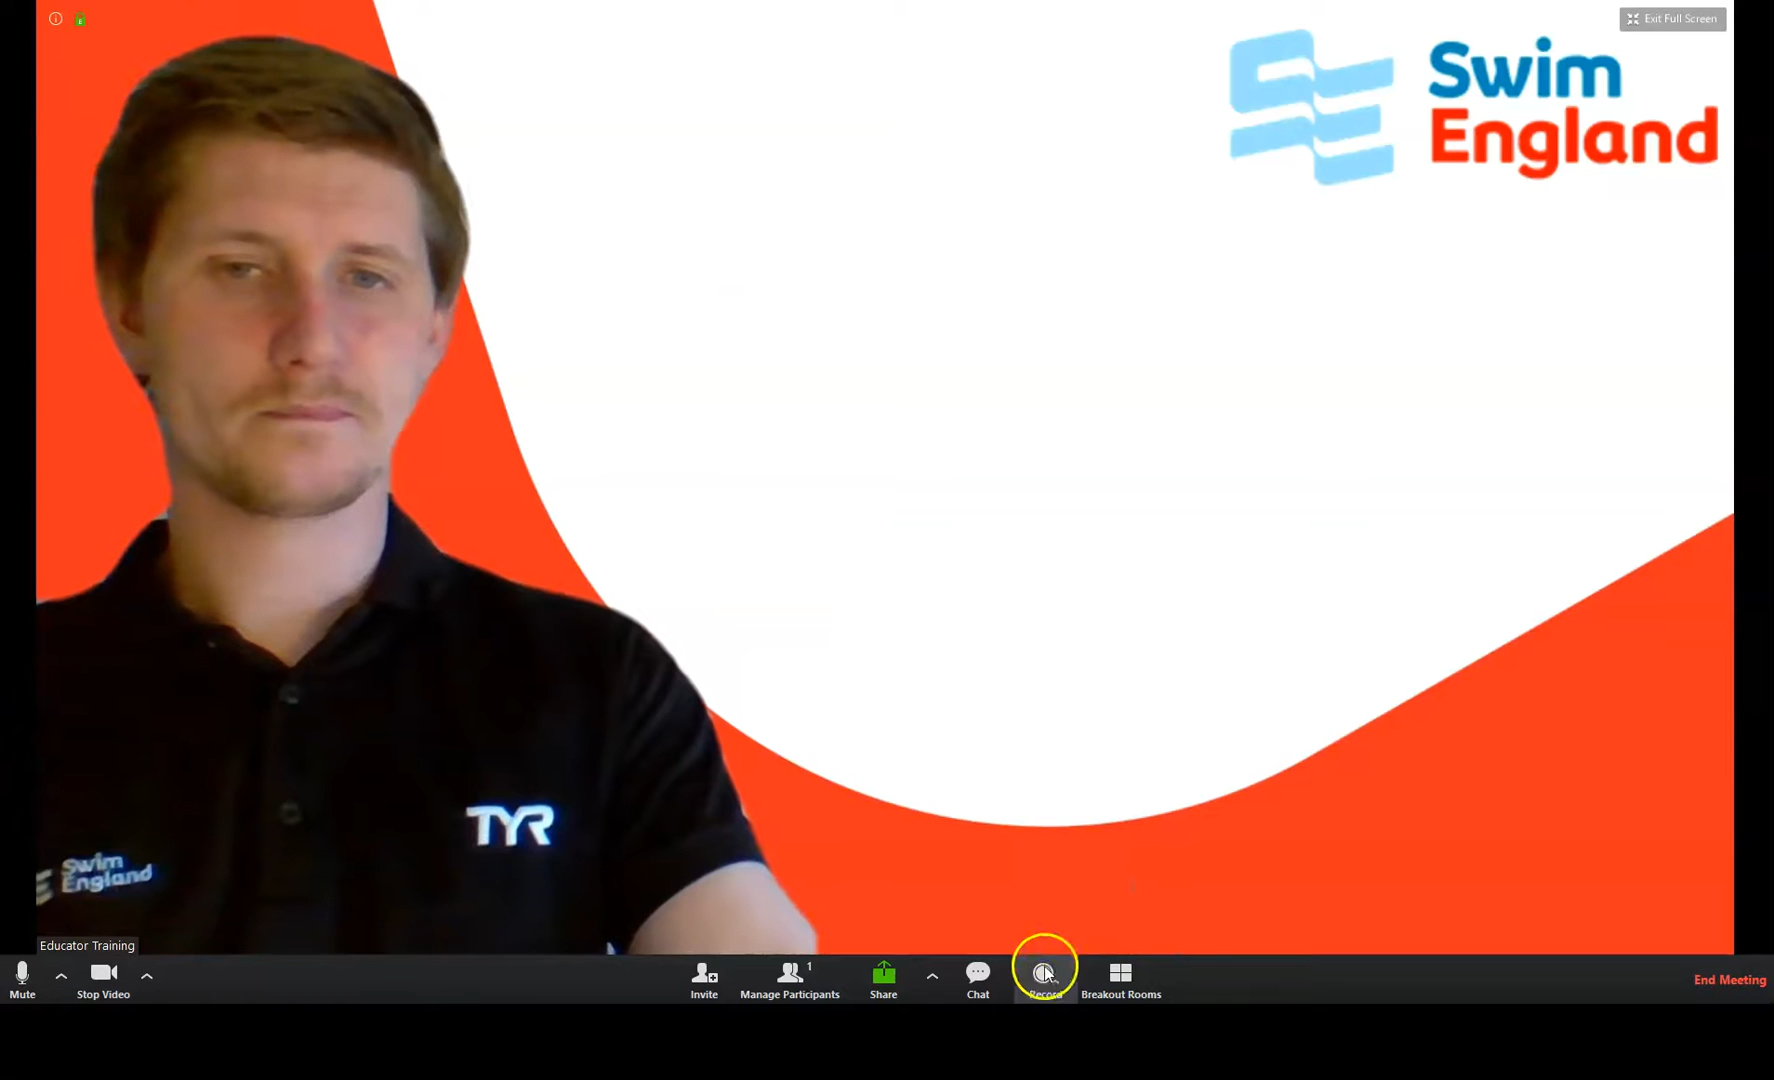 Exit Full Screen
Swim
England
TYR
Swim
England
Educator Training
Mute
Stop Video
Invite
Manage Participants
1
Share
Chat
Record
Breakout Rooms
End Meeting